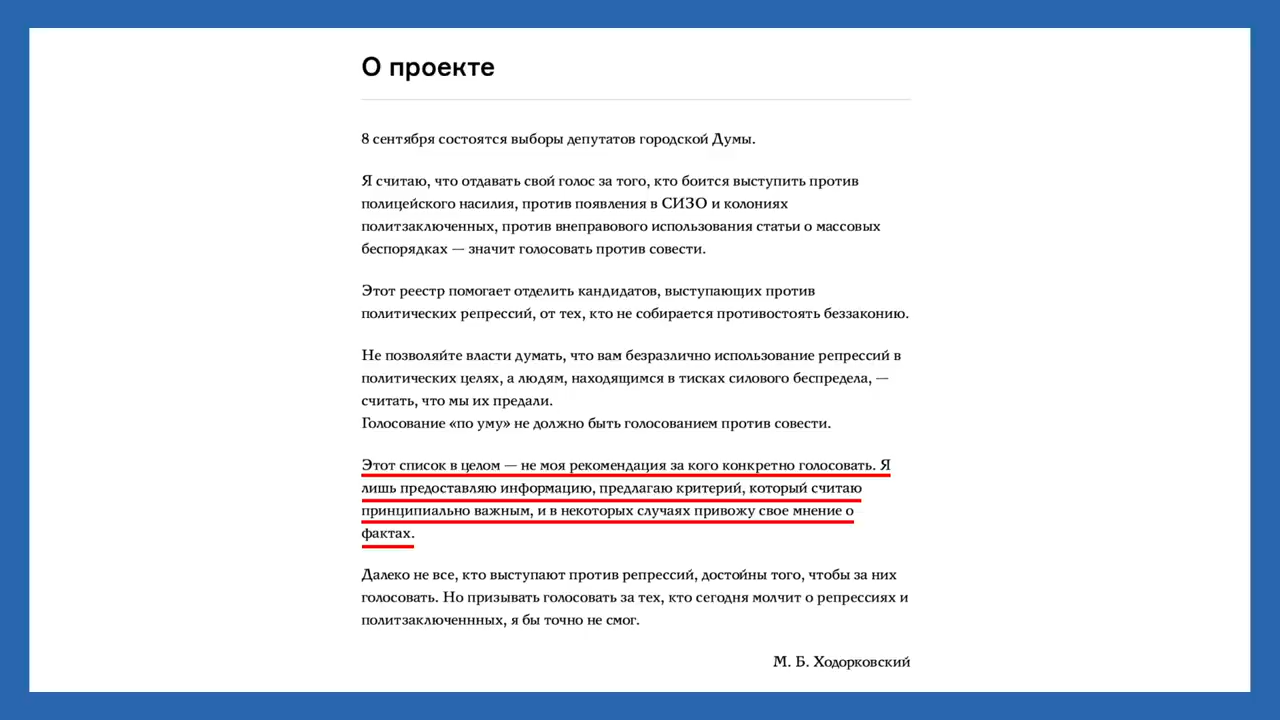 О проекте
8 сентября состоятся выборы депутатов городской Думы.
Я считаю, что отдавать свой голос за того, кто боится выступить против
полицейского насилия, против появления в СИЗО и колониях
политзаключенных, против внеправового использования статьи о массовых
беспорядках — значит голосовать против совести.
Этот реестр помогает отделить кандидатов, выступающих против
политических репрессий, от тех, кто не собирается противостоять беззаконию.
Не позволяйте власти думать, что вам безразлично использование репрессий в
политических целях, а людям, находящимся в тисках силового беспредела, —
считать, что мы их предали.
Голосование «по уму» не должно быть голосованием против совести.
Этот список в целом — не моя рекомендация за кого конкретно голосовать. Я
лишь предоставляю информацию, предлагаю критерий, который считаю
принципиально важным, и в некоторых случаях привожу свое мнение о
фактах.
Далеко не все, кто выступают против репрессий, достойны того, чтобы за них
голосовать. Но призывать голосовать за тех, кто сегодня молчит о репрессиях и
политзаключеннных, я бы точно не смог.
М. Б. Ходорковский